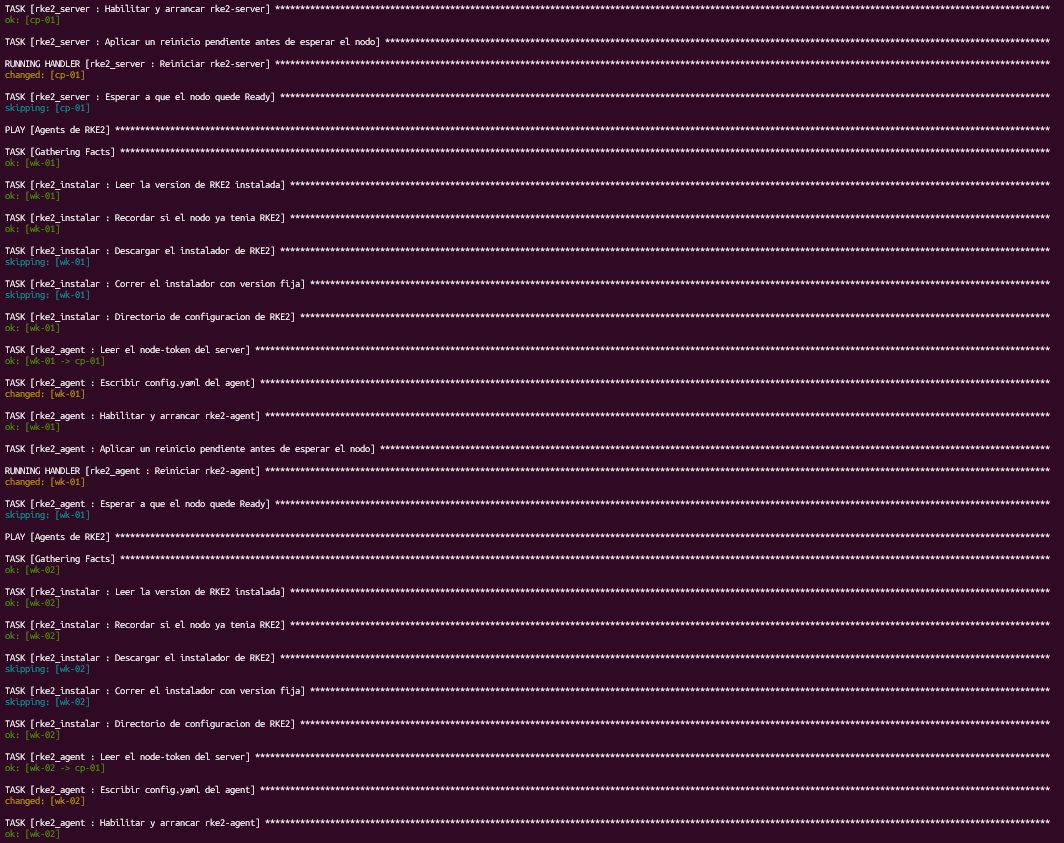 TASK [rke2_server : Habilitar y arrancar rke2-server] ***********************************************************************************************************************************************************
ok: [cp-01]
TASK [rke2_server : Aplicar un reinicio pendiente antes de esperar el nodo] *************************************************************************************************************************************
RUNNING HANDLER [rke2_server : Reiniciar rke2-server] ***********************************************************************************************************************************************************
changed: [cp-01]
TASK [rke2_server : Esperar a que el nodo quede Ready] **********************************************************************************************************************************************************
skipping: [cp-01]
PLAY [Agents de RKE2] *******************************************************************************************************************************************************************************************
TASK [Gathering Facts] ******************************************************************************************************************************************************************************************
ok: [wk-01]
TASK [rke2_instalar : Leer la version de RKE2 instalada] ********************************************************************************************************************************************************
ok: [wk-01]
TASK [rke2_instalar : Recordar si el nodo ya tenia RKE2] ********************************************************************************************************************************************************
ok: [wk-01]
TASK [rke2_instalar : Descargar el instalador de RKE2] **********************************************************************************************************************************************************
skipping: [wk-01]
TASK [rke2_instalar : Correr el instalador con version fija] ****************************************************************************************************************************************************
skipping: [wk-01]
TASK [rke2_instalar : Directorio de configuracion de RKE2] ******************************************************************************************************************************************************
ok: [wk-01]
TASK [rke2_agent : Leer el node-token del server] ***************************************************************************************************************************************************************
ok: [wk-01 -> cp-01]
TASK [rke2_agent : Escribir config.yaml del agent] **************************************************************************************************************************************************************
changed: [wk-01]
TASK [rke2_agent : Habilitar y arrancar rke2-agent] *************************************************************************************************************************************************************
ok: [wk-01]
TASK [rke2_agent : Aplicar un reinicio pendiente antes de esperar el nodo] **************************************************************************************************************************************
RUNNING HANDLER [rke2_agent : Reiniciar rke2-agent] *************************************************************************************************************************************************************
changed: [wk-01]
TASK [rke2_agent : Esperar a que el nodo quede Ready] ***********************************************************************************************************************************************************
skipping: [wk-01]
PLAY [Agents de RKE2] *******************************************************************************************************************************************************************************************
TASK [Gathering Facts] ******************************************************************************************************************************************************************************************
ok: [wk-02]
TASK [rke2_instalar : Leer la version de RKE2 instalada] ********************************************************************************************************************************************************
ok: [wk-02]
TASK [rke2_instalar : Recordar si el nodo ya tenia RKE2] ********************************************************************************************************************************************************
ok: [wk-02]
TASK [rke2_instalar : Descargar el instalador de RKE2] **********************************************************************************************************************************************************
skipping: [wk-02]
TASK [rke2_instalar : Correr el instalador con version fija] ****************************************************************************************************************************************************
skipping: [wk-02]
TASK [rke2_instalar : Directorio de configuracion de RKE2] ******************************************************************************************************************************************************
ok: [wk-02]
TASK [rke2_agent : Leer el node-token del server] ***************************************************************************************************************************************************************
ok: [wk-02 -> cp-01]
TASK [rke2_agent : Escribir config.yaml del agent] **************************************************************************************************************************************************************
changed: [wk-02]
TASK [rke2_agent : Habilitar y arrancar rke2-agent] *************************************************************************************************************************************************************
ok: [wk-02]